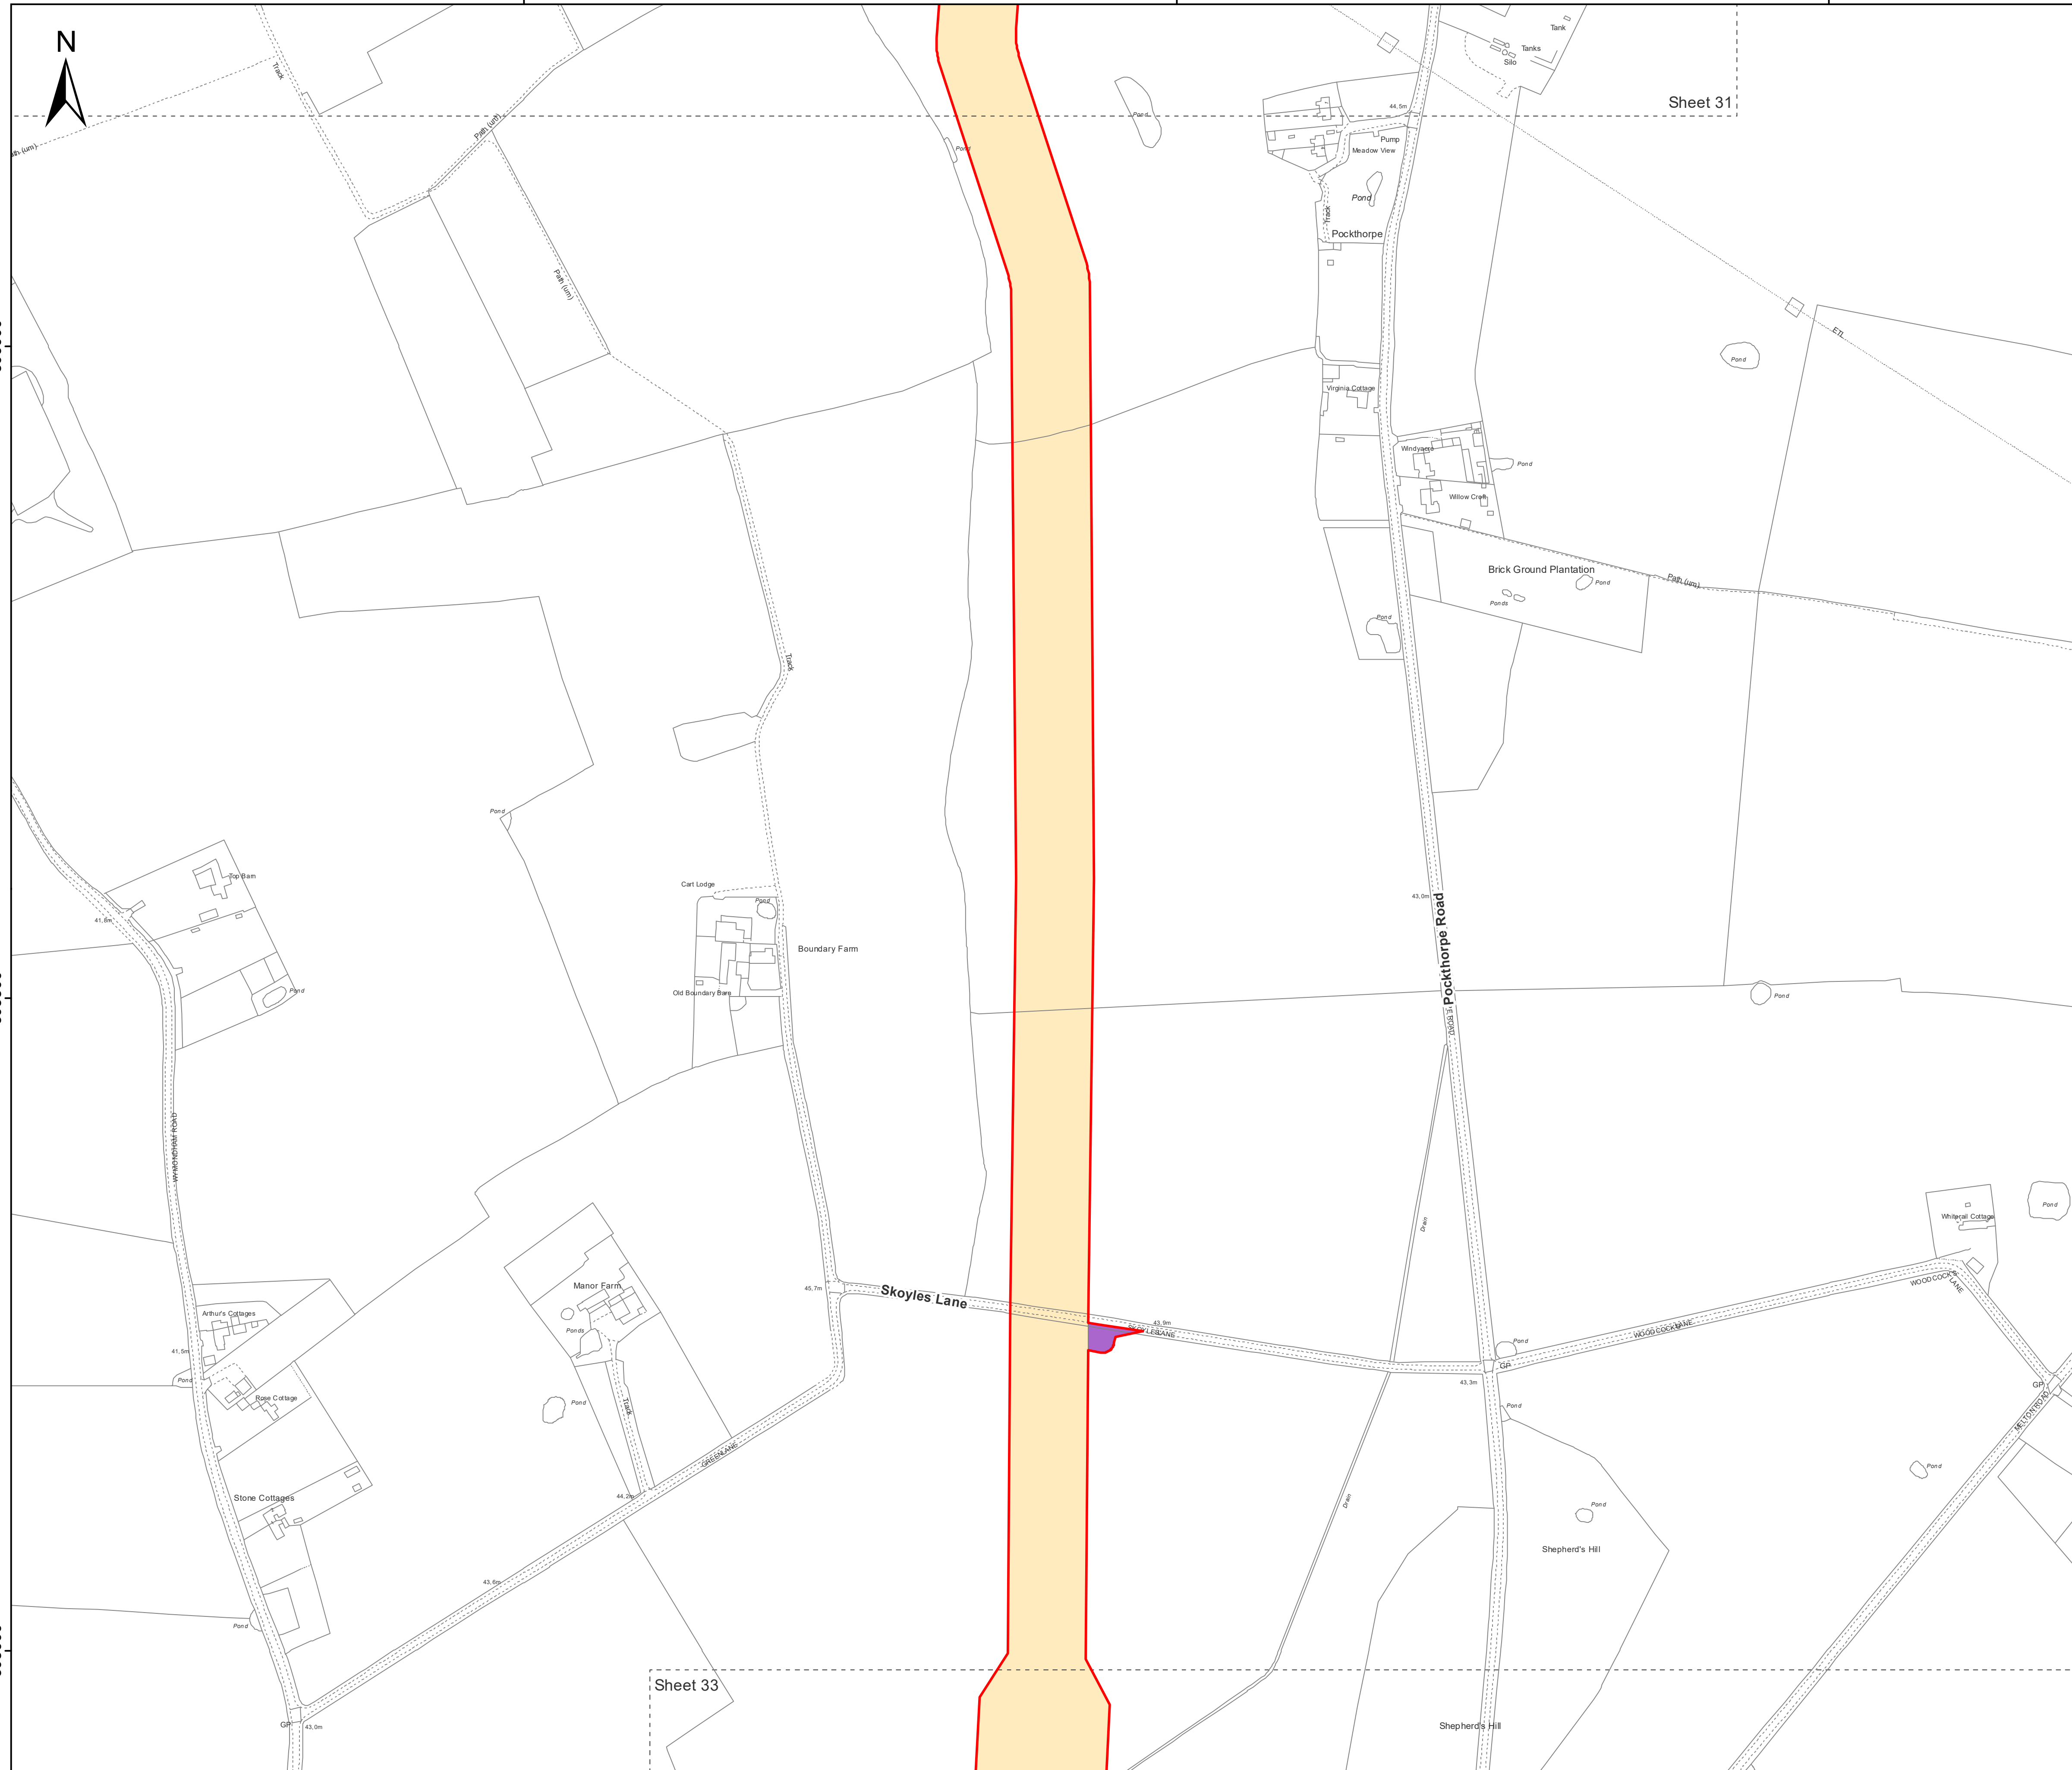 N
Track
Path (um)
Path (um)
Tank
Tanks
Silo
Sheet 31
44,5m
Pond
Pond
Pump
Meadow View
Pond
Track
Pockthorpe
Path (um)
ETL
Pond
Virginia Cottage
Windyacre
Pond
Willow Croft
Brick Ground Plantation
Pond
Path (um)
Ponds
Pond
Track
Pond
Top Barn
Cart Lodge
Pond
41,8m
43,0m
Pockthorpe Road
Boundary Farm
Old Boundary Barn
Pond
Pond
WYMONDHAM ROAD
Drain
Pond
Whiterail Cottage
Manor Farm
45,7m
Skoyles Lane
WOODCOCK LANE
Arthur's Cottages
Ponds
43,9m
SKOYLES LANE
WOODCOCK LANE
Pond
41,5m
GP
Pond
43,3m
GP
Rose Cottage
Pond
Track
Pond
MELTON ROAD
GREEN LANE
Pond
Stone Cottages
44,2m
Drain
Pond
Shepherd's Hill
43,6m
Pond
Sheet 33
GP
43,0m
Shepherd's Hill